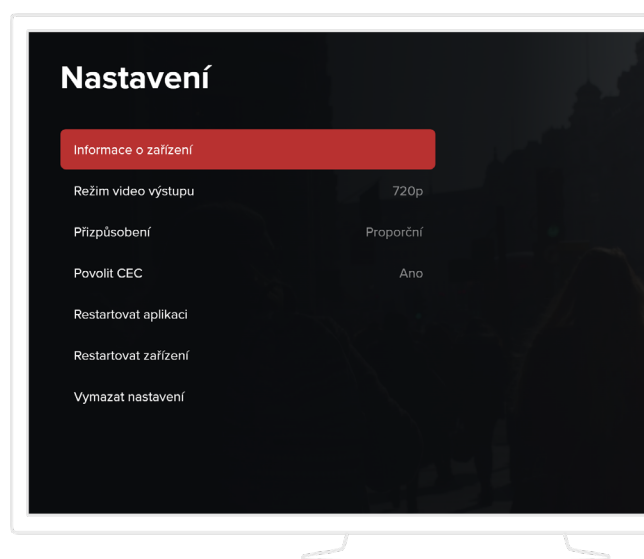 Nastavení
Informace o zařízení
Režim video výstupu 720p
Přizpůsobení Proporční
Povolit CEC Ano
Restartovat aplikaci
Restartovat zařízení
Vymazat nastavení